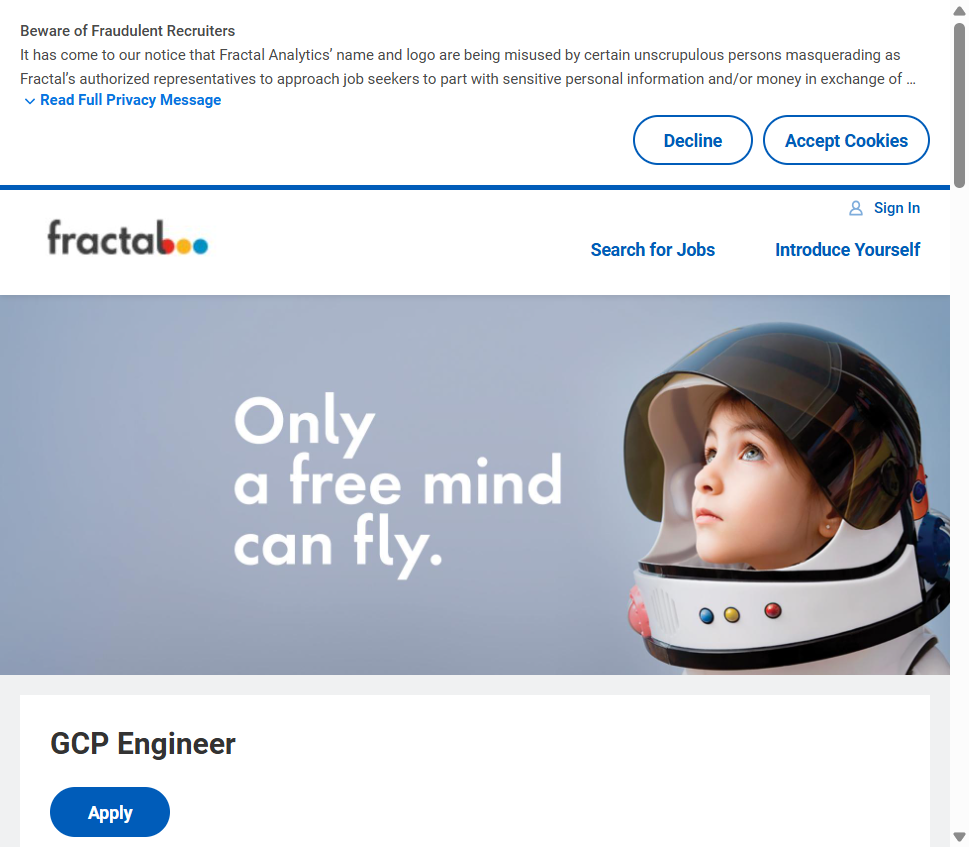 Beware of Fraudulent Recruiters
It has come to our notice that Fractal Analytics’ name and logo are being misused by certain unscrupulous persons masquerading as
Fractal’s authorized representatives to approach job seekers to part with sensitive personal information and/or money in exchange of ...
Read Full Privacy Message
Decline
Accept Cookies
Sign In
fractal
Search for Jobs
Introduce Yourself
Only
a free mind
can fly.
GCP Engineer
Apply